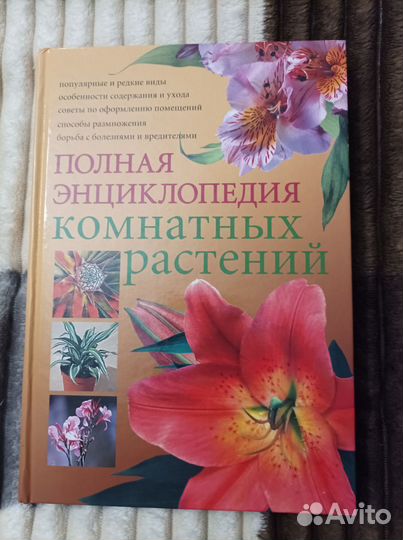 популярные и редкие виды
особенности содержания и ухода
советы по оформлению помещений
способы размножения
борьба с болезнями и вредителями
ПОЛНАЯ
ЭНЦИКЛОПЕДИЯ
комнатных
растений
Avito